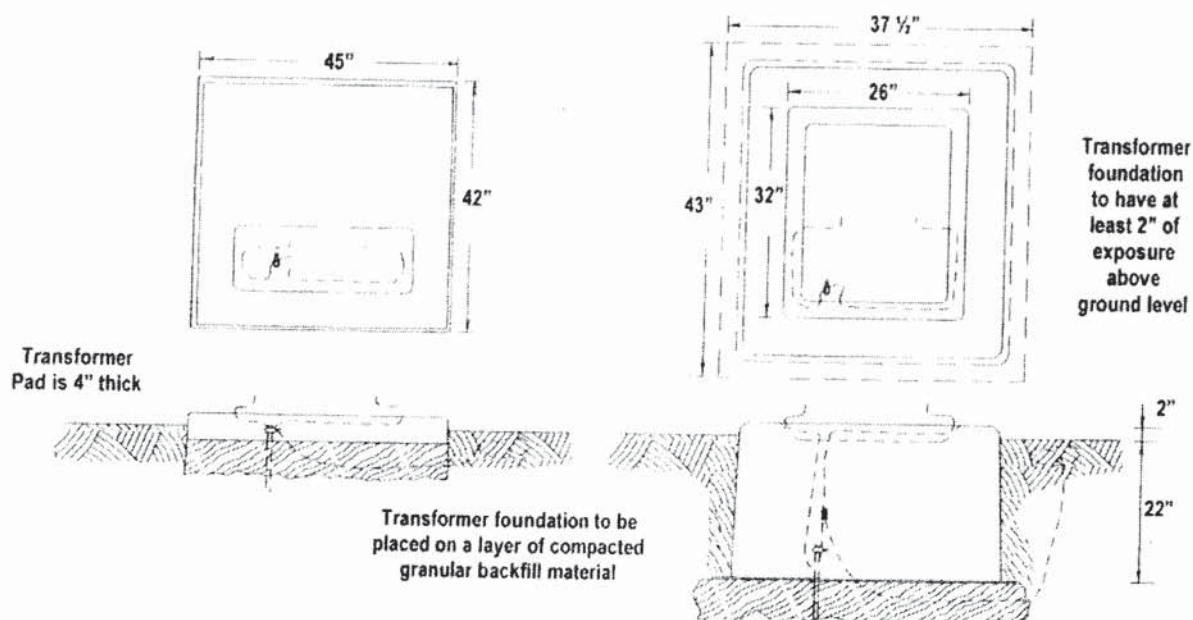 45"
42"
Transformer
Pad is 4" thick
37 ½"
26"
43"
32"
Transformer
foundation
to have at
least 2" of
exposure
above
ground level
Transformer foundation to be
placed on a layer of compacted
granular backfill material
2"
22"